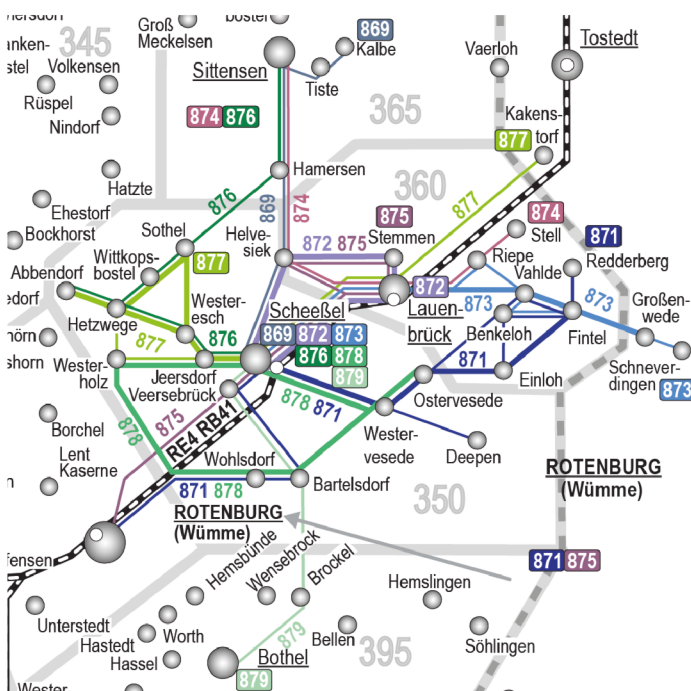 Groß
Meckelsen
345
Volkensen
Rüspel
Nindorf
Hatzte
Ehestorf
Bockhorst
Sittensen
869
Kalbe
Tiste
Vaerloh
Tostedt
874 876
365
Kakens-
torf
877
Hamersen
360
876
869
874
877
875
Stemmen
874
Stell
871
Redderberg
Sothel
877
Helve-
siek
872 875
Wittkops-
bostel
Abbendorf
Hetzwege
Wester-
esch
Riepe
Vahlde
873
873
Großen-
wede
872
Lauen-
brück
Scheeßel
869 872 873
876 878
879
Benkeloh
Fintel
877
876
Wester-
holz
Jeersdorf
Veersebrück
871
Einloh
Schnever-
dingen
873
Ostervesede
878
875
RE4 RB41
878 871
Wester-
vesede
Deepen
Borchel
Lent
Kaserne
Wohlsdorf
871 878
Bartelsdorf
ROTENBURG
(Wümme)
350
ROTENBURG
(Wümme)
871 875
Hemsbünde
Wensebrock
Brockel
Hemslingen
Unterstedt
Hastedt
Worth
Hassel
879
Bothel
879
Bellen
395
Söhlingen